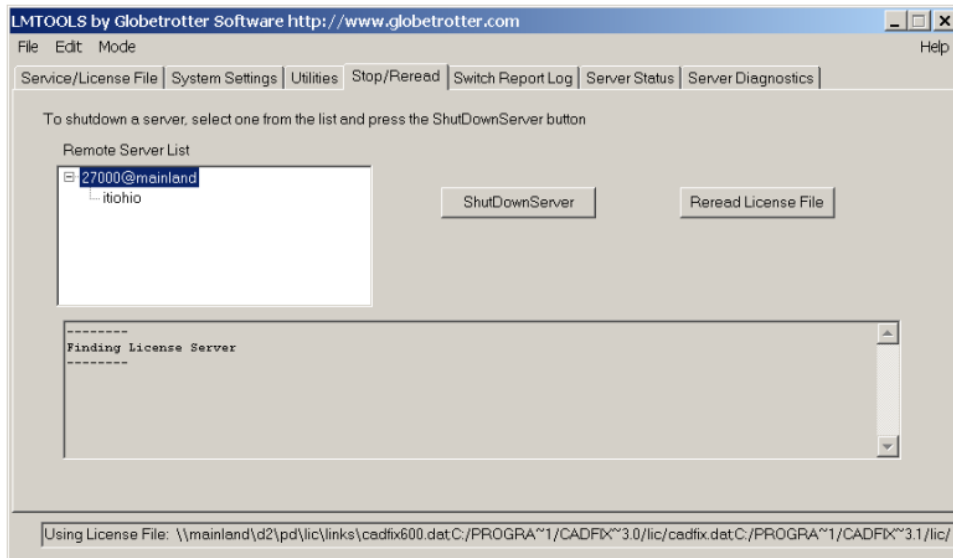 LMTOOLS by Globetrotter Software http://www.globetrotter.com
File Edit Mode Help
Service/License File System Settings Utilities Stop/Reread Switch Report Log Server Status Server Diagnostics
To shutdown a server, select one from the list and press the ShutDownServer button
Remote Server List
27000@mainland
itiohio
ShutDownServer Reread License File
--------
Finding License Server
--------
Using License File: \\mainland\d2\pd\lic\links\cadfix600.dat;C:/PROGRA~1/CADFIX~3.0/lic/cadfix.dat;C:/PROGRA~1/CADFIX~3.1/lic/